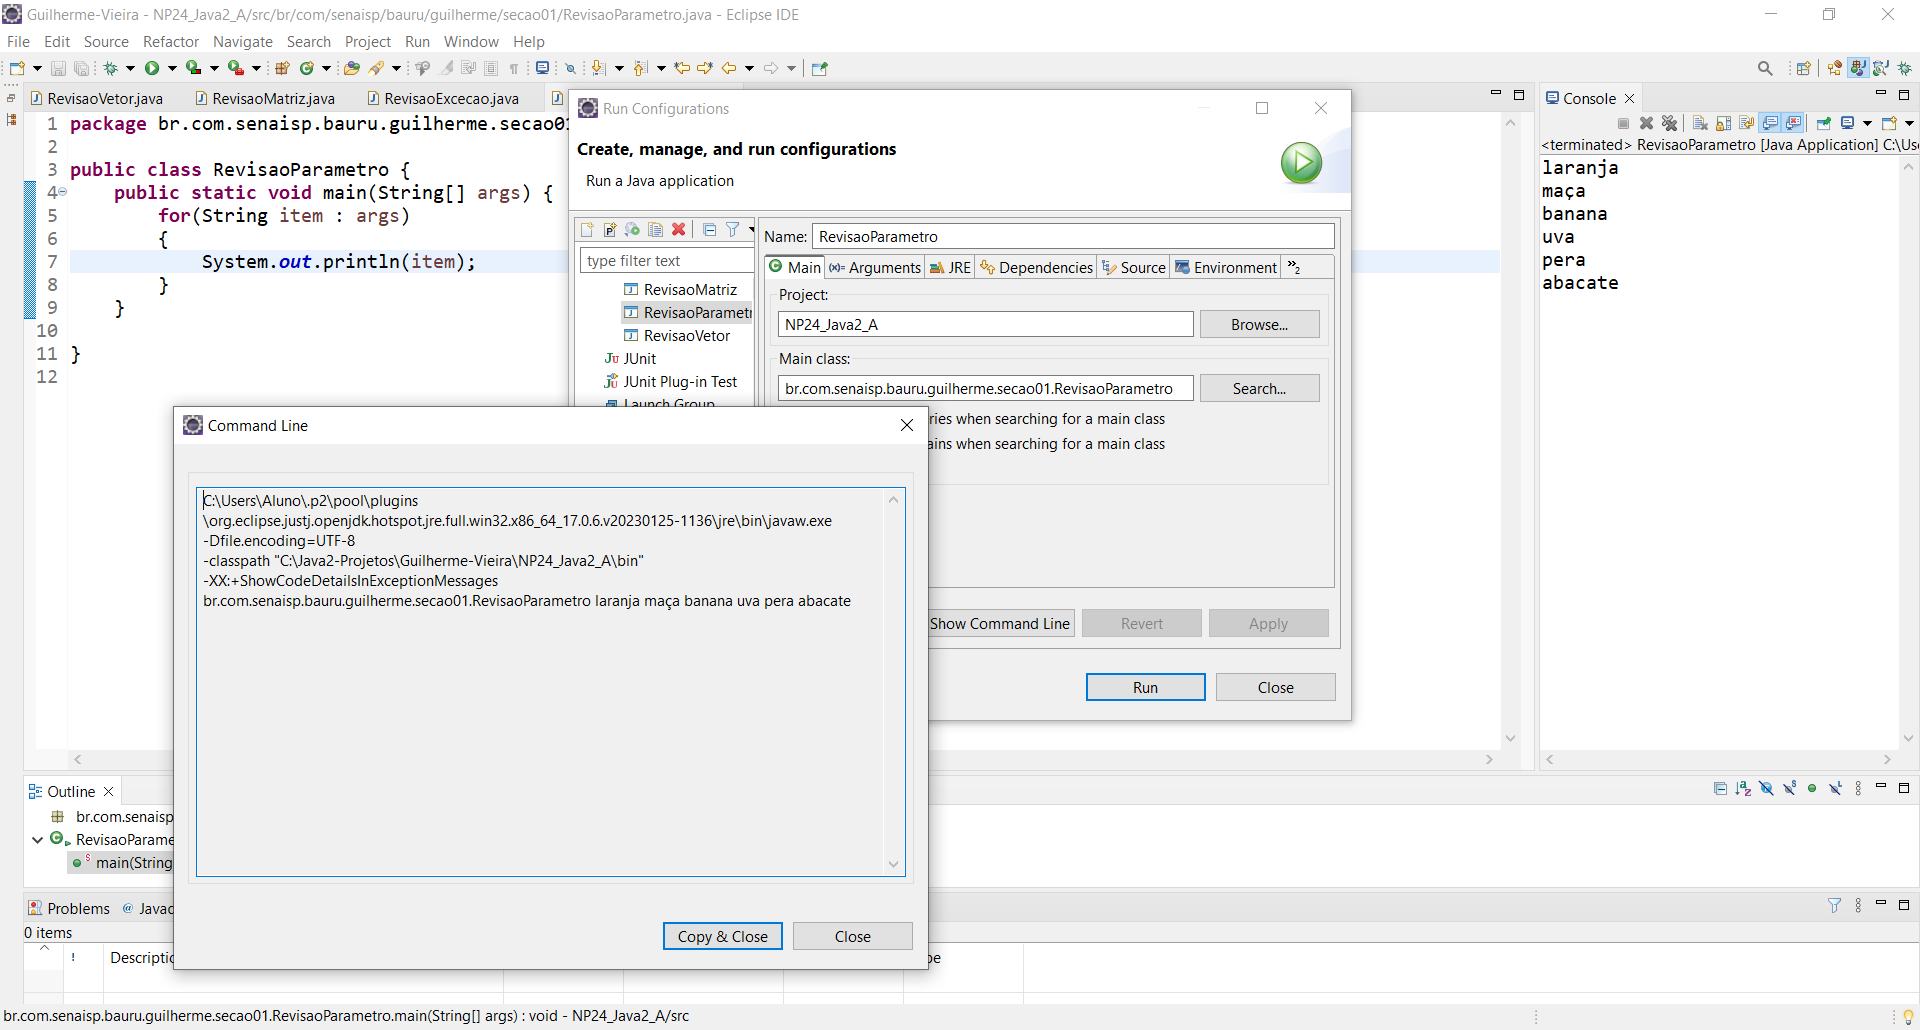 Guilherme-Vieira - NP24_Java2_A/src/br/com/senaisp/bauru/guilherme/secao01/RevisaoParametro.java - Eclipse IDE
File Edit Source Refactor Navigate Search Project Run Window Help
RevisaoVetor.java RevisaoMatriz.java RevisaoExcecao.java
1 package br.com.senaisp.bauru.guilherme.secao01
2
3 public class RevisaoParametro {
4 public static void main(String[] args) {
5 for(String item : args)
6 {
7 System.out.println(item);
8 }
9 }
10
11 }
12
Run Configurations
Create, manage, and run configurations
Run a Java application
type filter text
RevisaoMatriz
RevisaoParametr
RevisaoVetor
JUnit
JUnit Plug-in Test
Launch Group
Name: RevisaoParametro
Main (x)= Arguments JRE Dependencies Source Environment »2
Project:
NP24_Java2_A Browse...
Main class:
br.com.senaisp.bauru.guilherme.secao01.RevisaoParametro Search...
ries when searching for a main class
ains when searching for a main class
Show Command Line Revert Apply
Run Close
Command Line
C:\Users\Aluno\.p2\pool\plugins
\org.eclipse.justj.openjdk.hotspot.jre.full.win32.x86_64_17.0.6.v20230125-1136\jre\bin\javaw.exe
-Dfile.encoding=UTF-8
-classpath "C:\Java2-Projetos\Guilherme-Vieira\NP24_Java2_A\bin"
-XX:+ShowCodeDetailsInExceptionMessages
br.com.senaisp.bauru.guilherme.secao01.RevisaoParametro laranja maça banana uva pera abacate
Copy & Close Close
Console
<terminated> RevisaoParametro [Java Application] C:\Use
laranja
maça
banana
uva
pera
abacate
Outline
br.com.senaisp
RevisaoParame
main(String
Problems @ Javad
0 items
! Descriptio
pe
br.com.senaisp.bauru.guilherme.secao01.RevisaoParametro.main(String[] args) : void - NP24_Java2_A/src